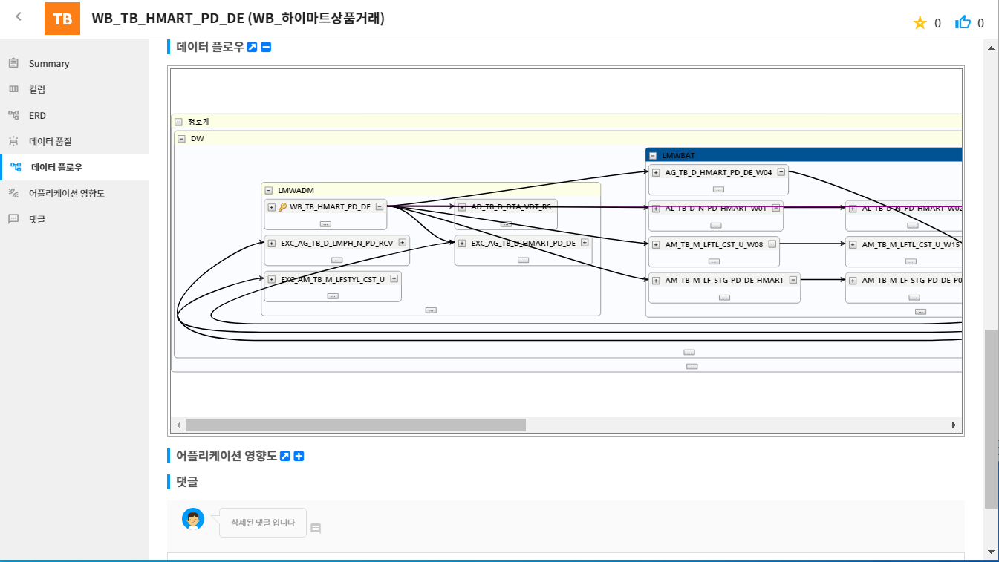 TB
WB_TB_HMART_PD_DE (WB_하이마트상품거래)
0
0
Summary
컬럼
ERD
데이터 품질
데이터 플로우
어플리케이션 영향도
댓글
데이터 플로우
정보계
DW
LMWADM
WB_TB_HMART_PD_DE
AD_TB_D_DTA_VDT_RS
EXC_AG_TB_D_LMPH_N_PD_RCV
EXC_AG_TB_D_HMART_PD_DE
EXC_AM_TB_M_LFSTYL_CST_U
LMWBAT
AG_TB_D_HMART_PD_DE_W04
AL_TB_D_N_PD_HMART_W01
AL_TB_D_N_PD_HMART_W02
AM_TB_M_LFTL_CST_U_W08
AM_TB_M_LFTL_CST_U_W15
AM_TB_M_LF_STG_PD_DE_HMART
AM_TB_M_LF_STG_PD_DE_P0
어플리케이션 영향도
댓글
삭제된 댓글 입니다